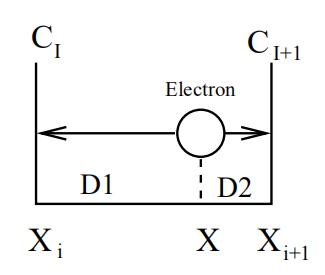 C_I
C_I+1
Electron
D1
D2
X_i
X
X_i+1